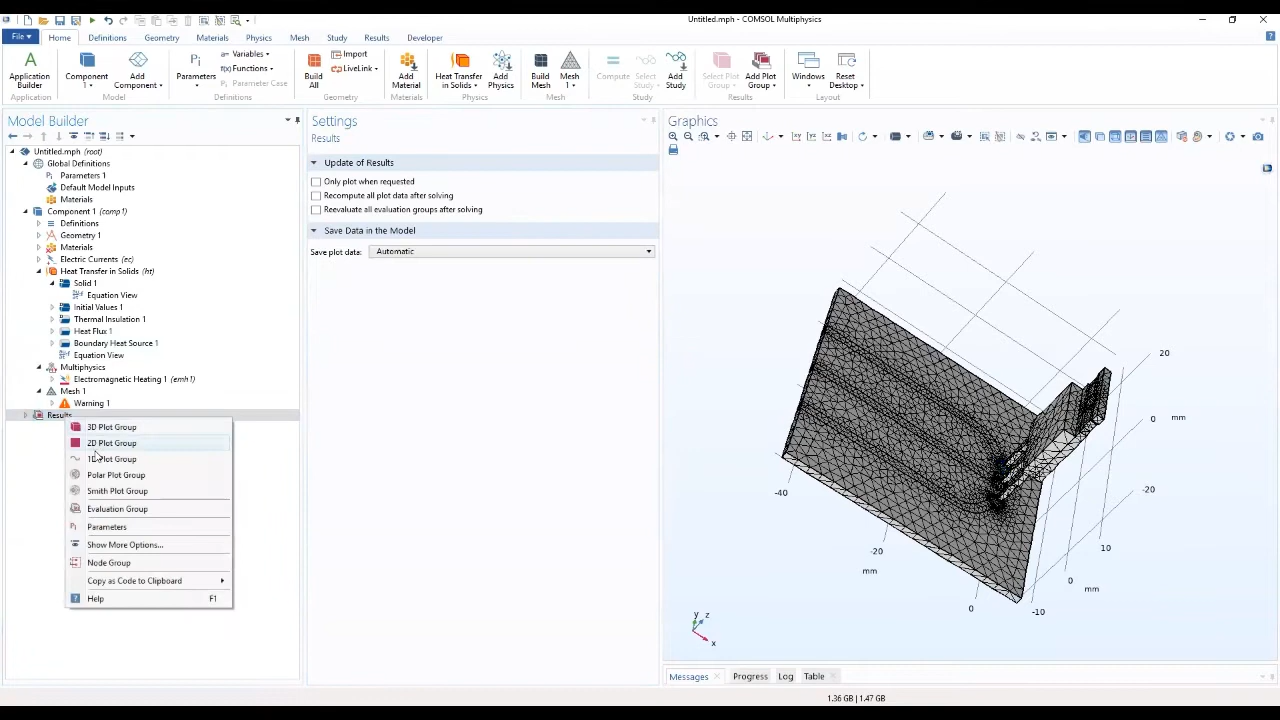 Untitled.mph - COMSOL Multiphysics
File
Home
Definitions
Geometry
Materials
Physics
Mesh
Study
Results
Developer
Application Builder
Component 1
Add Component
Parameters
Variables
Functions
Parameter Case
Build All
Import
LiveLink
Add Material
Heat Transfer in Solids
Add Physics
Build Mesh
Mesh 1
Compute
Select Study
Add Study
Select Plot Group
Add Plot Group
Windows
Reset Desktop
Application
Model
Definitions
Geometry
Materials
Physics
Mesh
Study
Results
Layout
Model Builder
Untitled.mph (root)
Global Definitions
Parameters 1
Default Model Inputs
Materials
Component 1 (comp1)
Definitions
Geometry 1
Materials
Electric Currents (ec)
Heat Transfer in Solids (ht)
Solid 1
Equation View
Initial Values 1
Thermal Insulation 1
Heat Flux 1
Boundary Heat Source 1
Equation View
Multiphysics
Electromagnetic Heating 1 (emh1)
Mesh 1
Warning 1
Results
3D Plot Group
2D Plot Group
1D Plot Group
Polar Plot Group
Smith Plot Group
Evaluation Group
Parameters
Show More Options...
Node Group
Copy as Code to Clipboard
Help F1
Settings
Results
Update of Results
Only plot when requested
Recompute all plot data after solving
Reevaluate all evaluation groups after solving
Save Data in the Model
Save plot data: Automatic
Graphics
20
0 mm
-20
-40
-20
mm
0
10
0 mm
-10
y z
x
Messages
Progress
Log
Table
1.36 GB | 1.47 GB